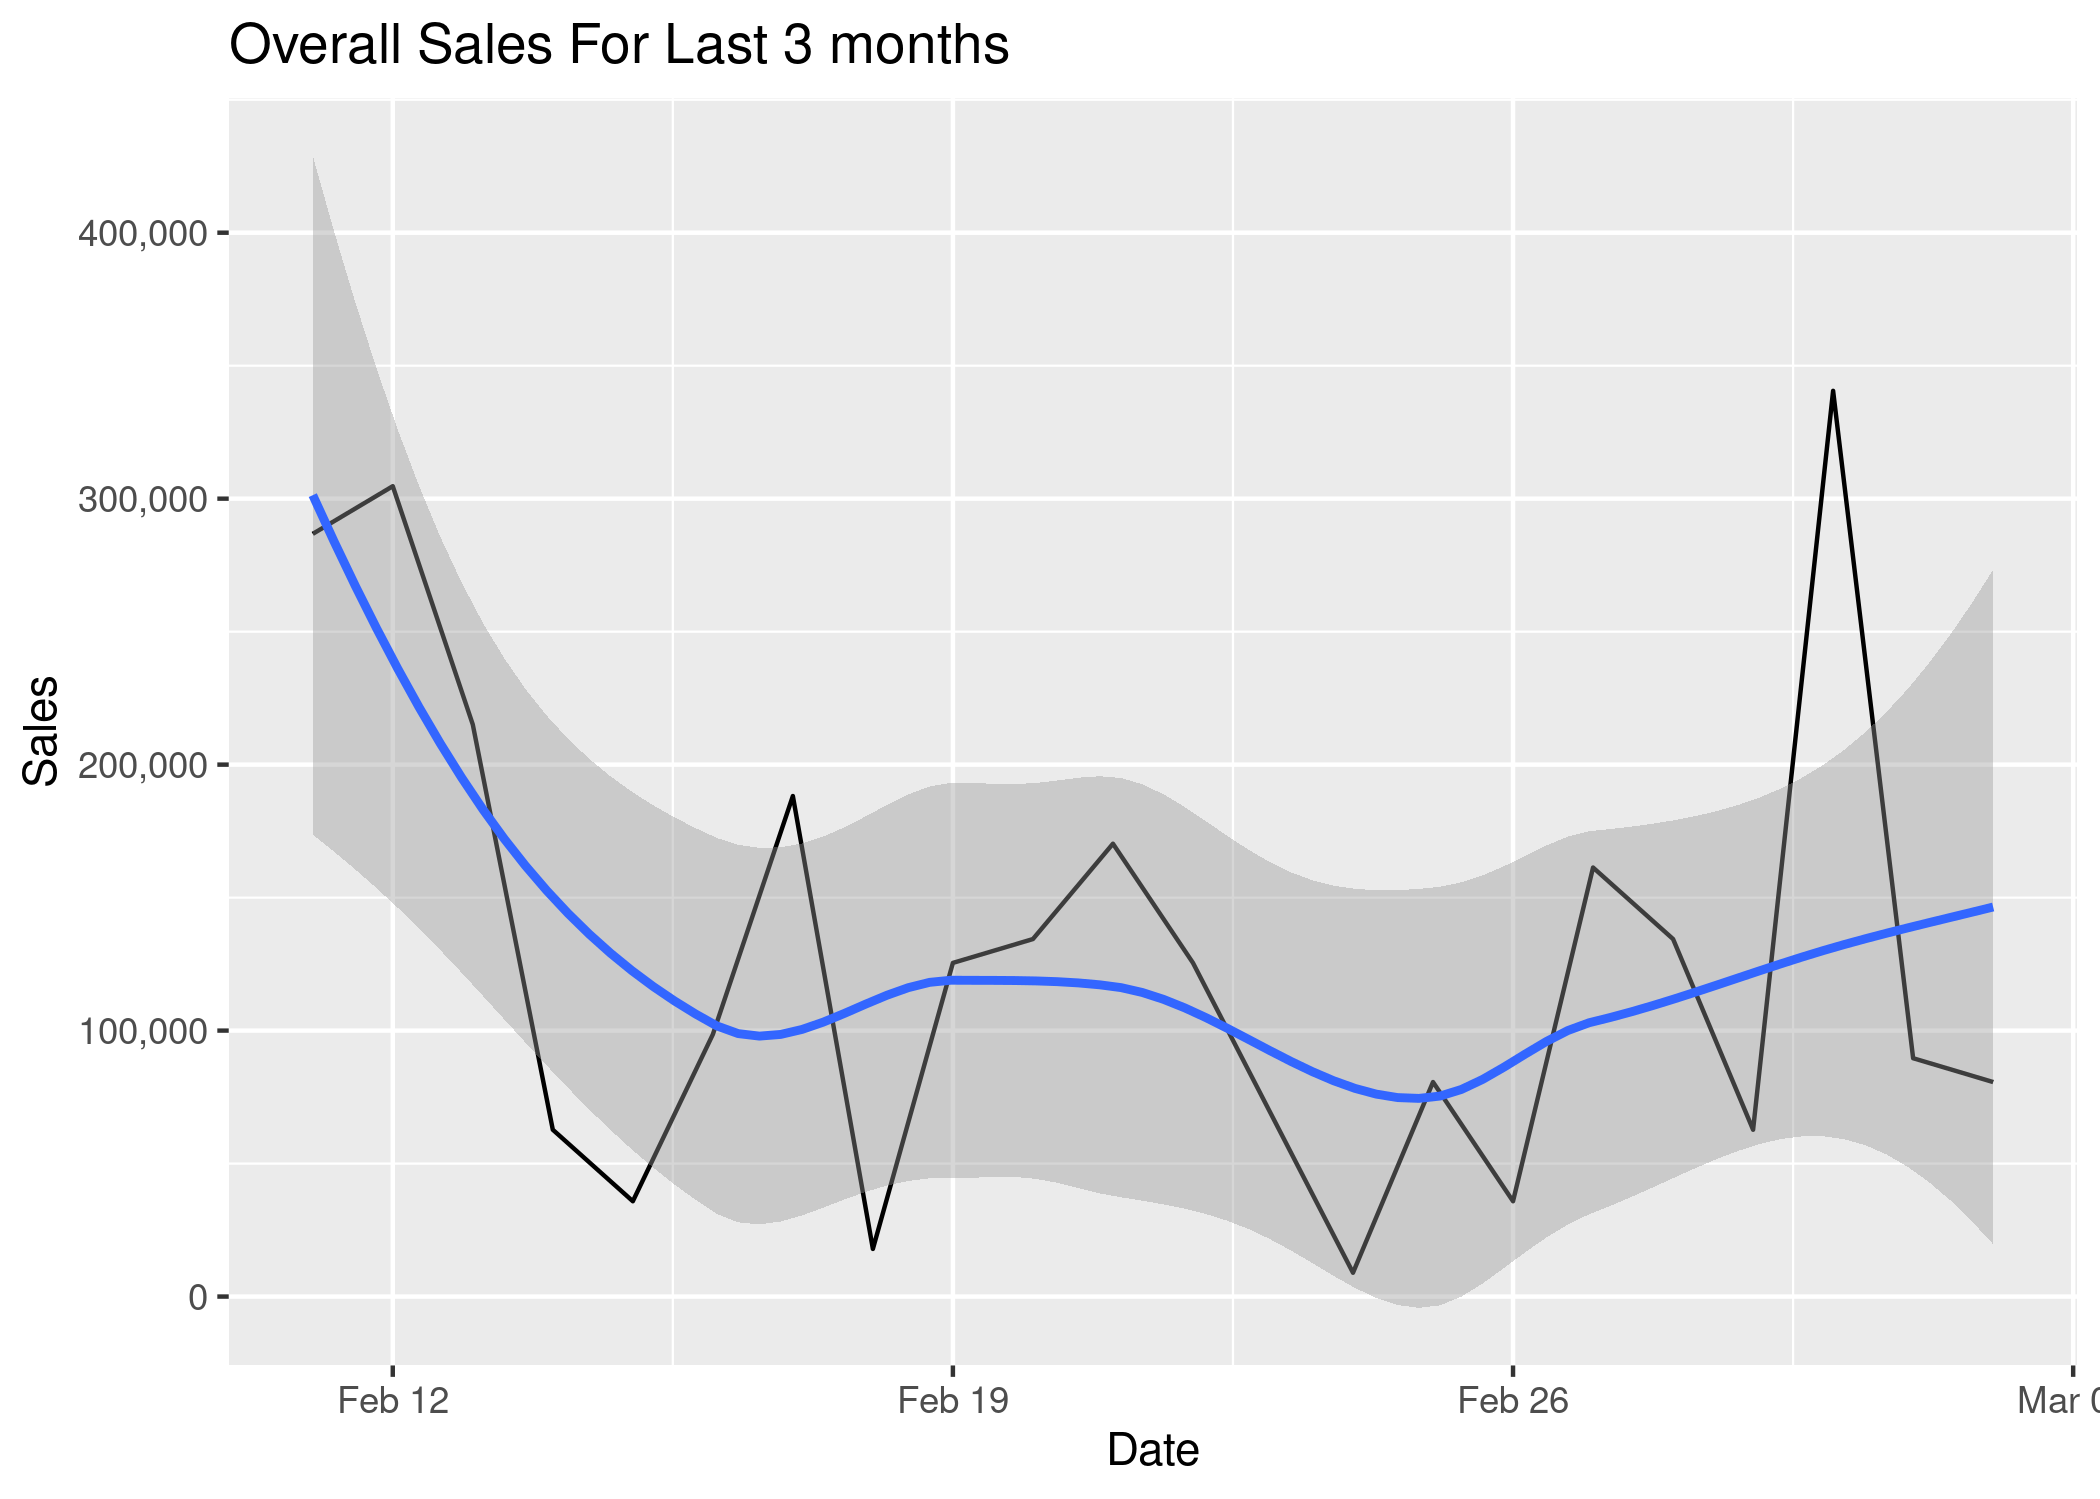 Overall Sales For Last 3 months
400,000
300,000
200,000
100,000
0
Sales
Feb 12
Feb 19
Feb 26
Mar
Date